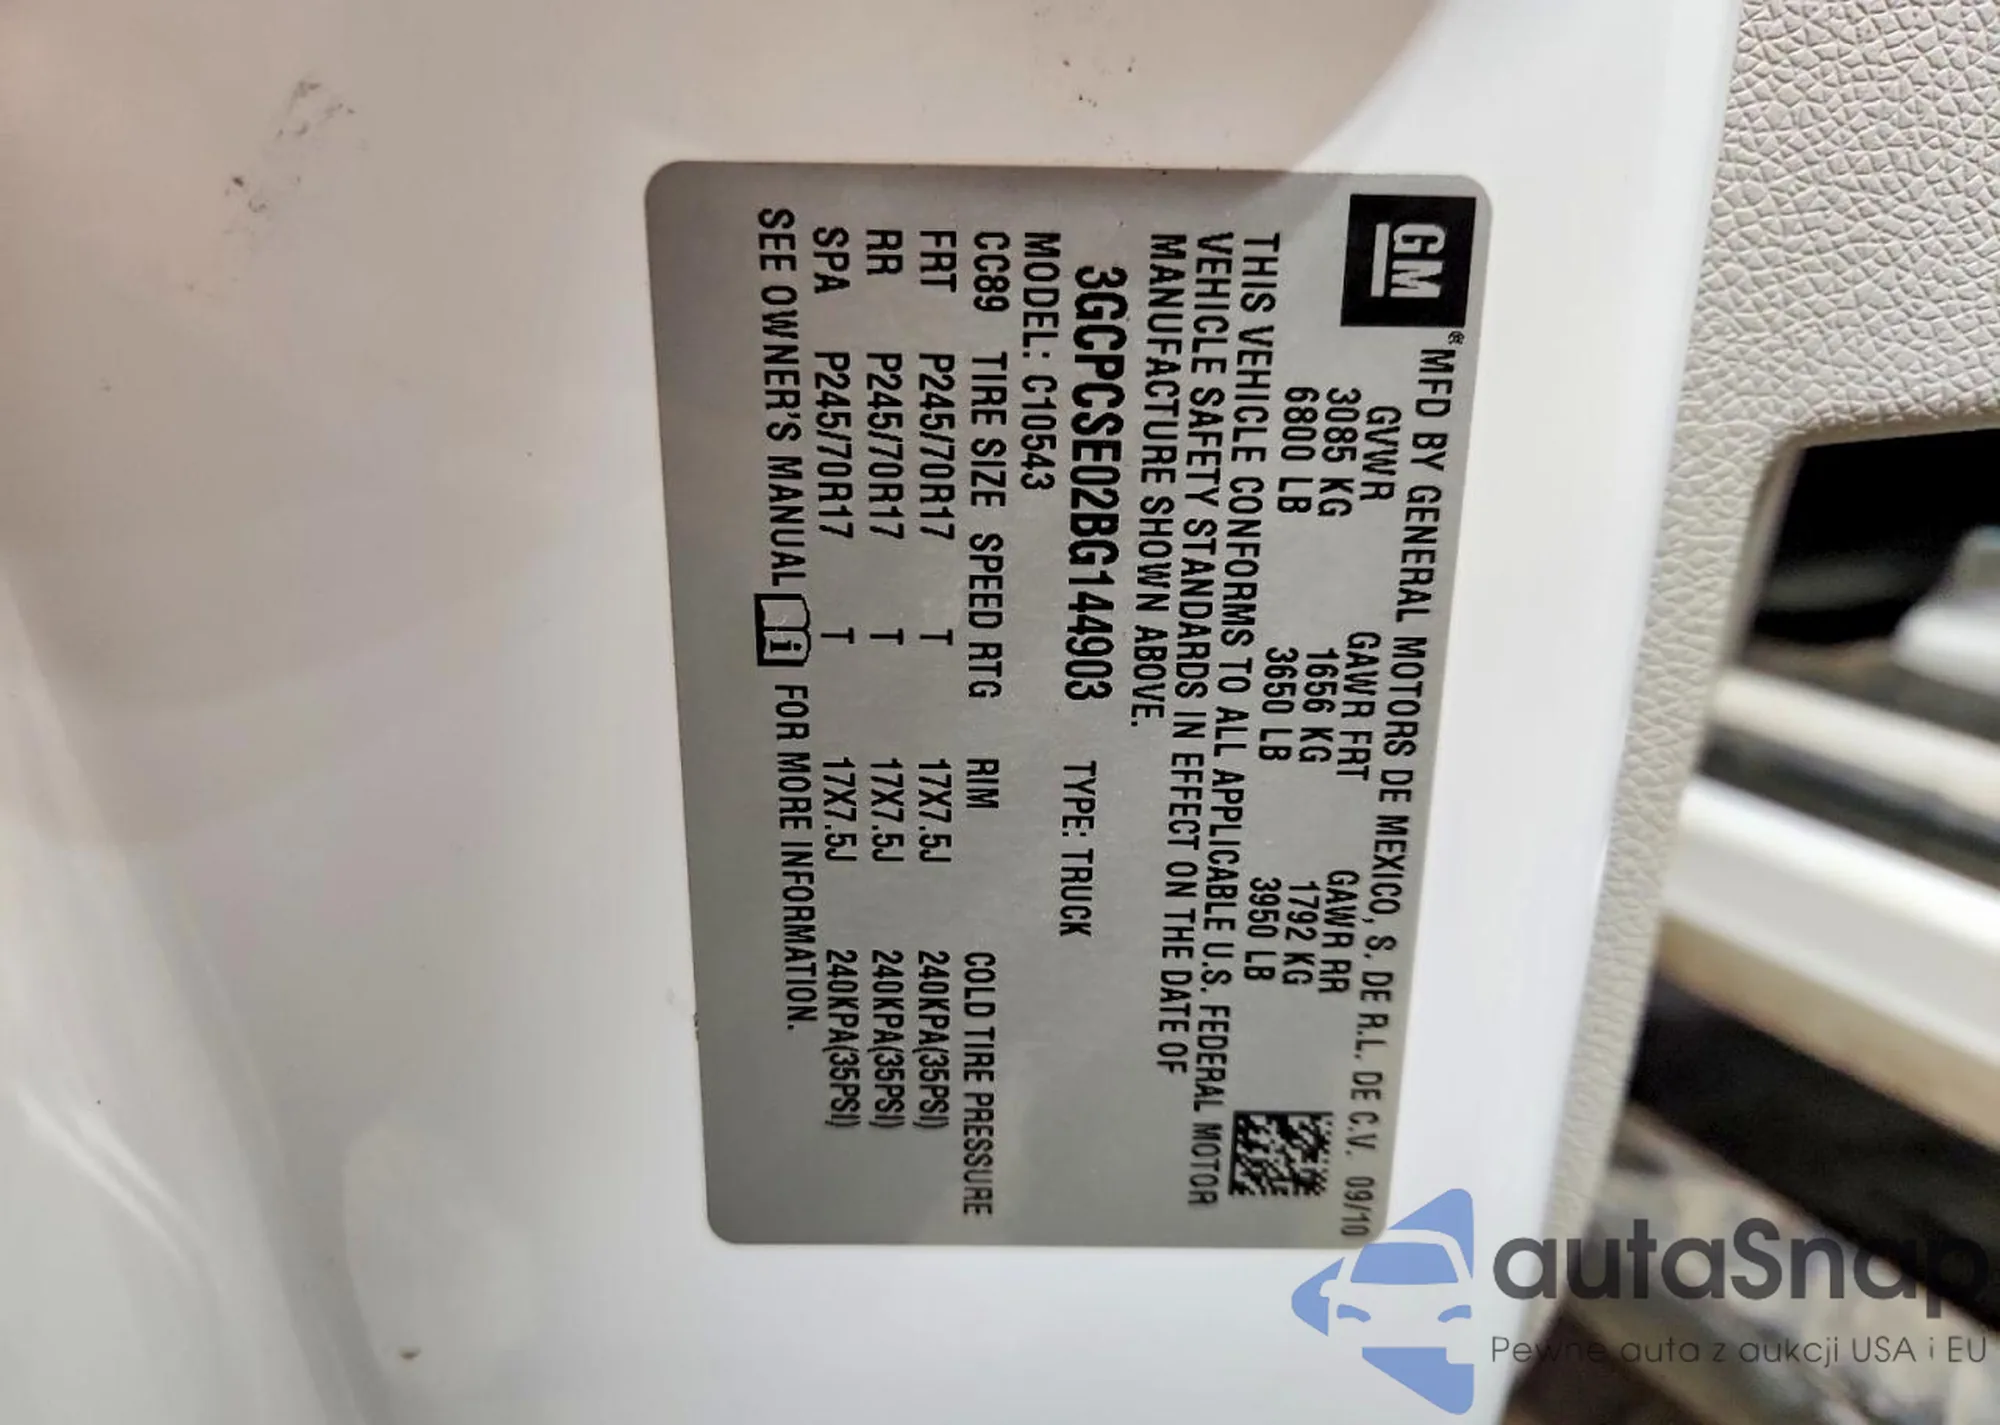 GM® MFD BY GENERAL MOTORS DE MEXICO, S. DE R.L. DE C.V. 09/10
GVWR GAWR FRT GAWR RR
3085 KG 1656 KG 1792 KG
6800 LB 3650 LB 3950 LB
THIS VEHICLE CONFORMS TO ALL APPLICABLE U.S. FEDERAL MOTOR
VEHICLE SAFETY STANDARDS IN EFFECT ON THE DATE OF
MANUFACTURE SHOWN ABOVE.
3GCPCSE02BG144903 TYPE: TRUCK
MODEL: C10543
CC89 TIRE SIZE SPEED RTG RIM COLD TIRE PRESSURE
FRT P245/70R17 T 17X7.5J 240KPA(35PSI)
RR P245/70R17 T 17X7.5J 240KPA(35PSI)
SPA P245/70R17 T 17X7.5J 240KPA(35PSI)
SEE OWNER'S MANUAL i FOR MORE INFORMATION.
autaSnap
Pewne auta z aukcji USA i EU